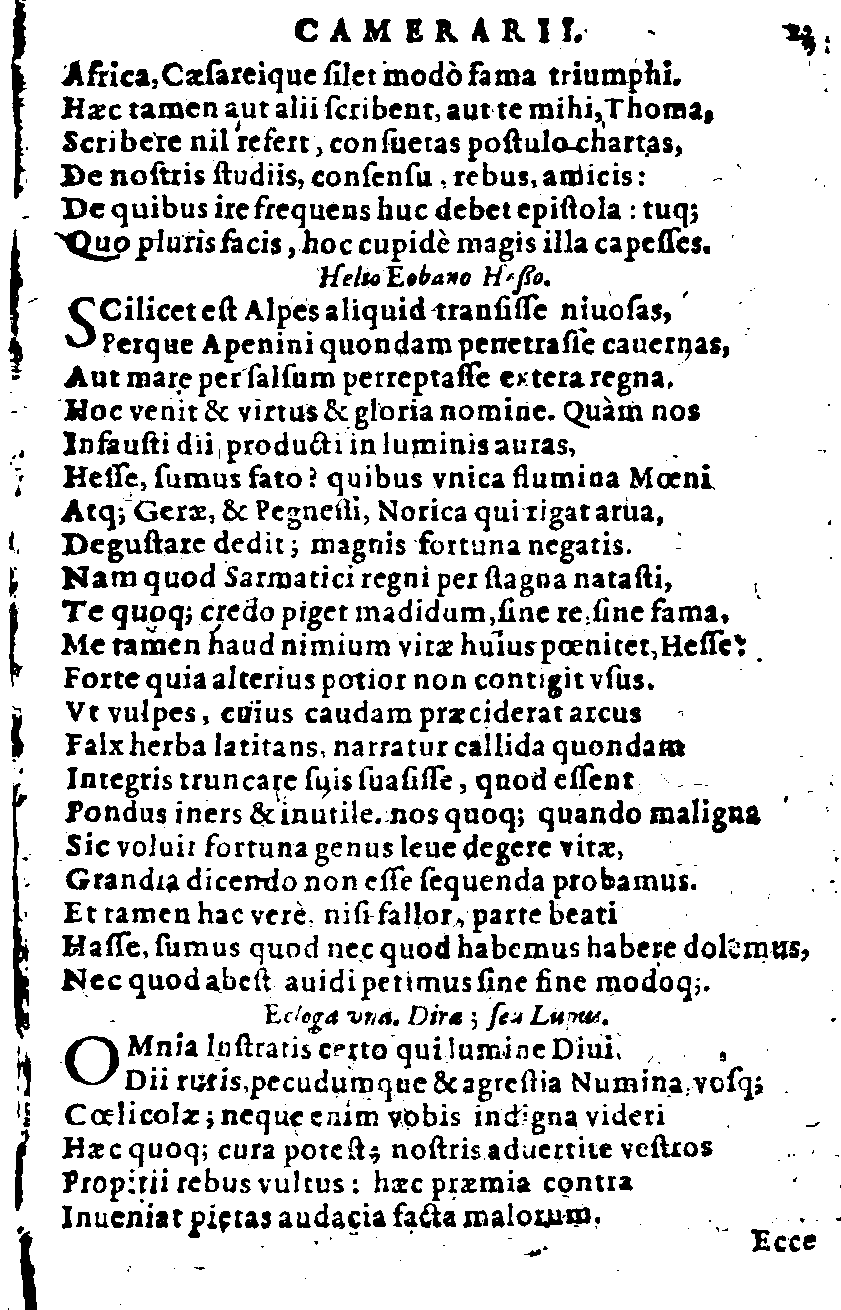 CAMERARII.
Africa, Cæsareique silet modò fama triumphi.
Hæc tamen aut alii scribent, aut te mihi, Thoma,
Scribere nil refert, consuetas postulo chartas,
De nostris studiis, consensu, rebus, amicis:
De quibus ire frequens huc debet epistola: tuq;
Quo pluris facis, hoc cupidè magis illa capesses.
Helio Eobano Hesso.
SCilicet est Alpes aliquid transisse niuosas,
Perque Apenini quondam penetrasse cauernas,
Aut mare per salsum perreptasse extera regna.
Hoc venit & virtus & gloria nomine. Quàm nos
Infausti dii, producti in luminis auras,
Hesse, sumus fato? quibus vnica flumina Mœni
Atq; Geræ, & Pegnesii, Norica qui rigat arua,
Degustare dedit; magnis fortuna negatis.
Nam quod Sarmatici regni per stagna natasti,
Te quoq; credo piget madidum, sine re, sine fama,
Me tamen haud nimium vitæ huius pœnitet, Hesse:
Forte quia alterius potior non contigit vsus.
Vt vulpes, cuius caudam præciderat arcus
Falx herba latitans, narratur callida quondam
Integris truncare suis suasisse, quod essent
Pondus iners & inutile. nos quoq; quando maligna
Sic voluit fortuna genus leue degere vitæ,
Grandia dicendo non esse sequenda probamus.
Et tamen hac verè, nisi fallor, parte beati
Hasse, sumus quod nec quod habemus habere dolemus,
Nec quod abest auidi petimus sine fine modoq;.
Ecloga vna. Diræ; seu Lupus.
OMnia lustratis certo qui lumine Diui,
Dii ruris, pecudumque & agrestia Numina, vosq;
Cœlicolæ; neque enim vobis indigna videri
Hæc quoq; cura potest; nostris aduertite vestros
Propitii rebus vultus: hæc præmia contra
Inueniat pietas audacia facta malorum.
Ecce